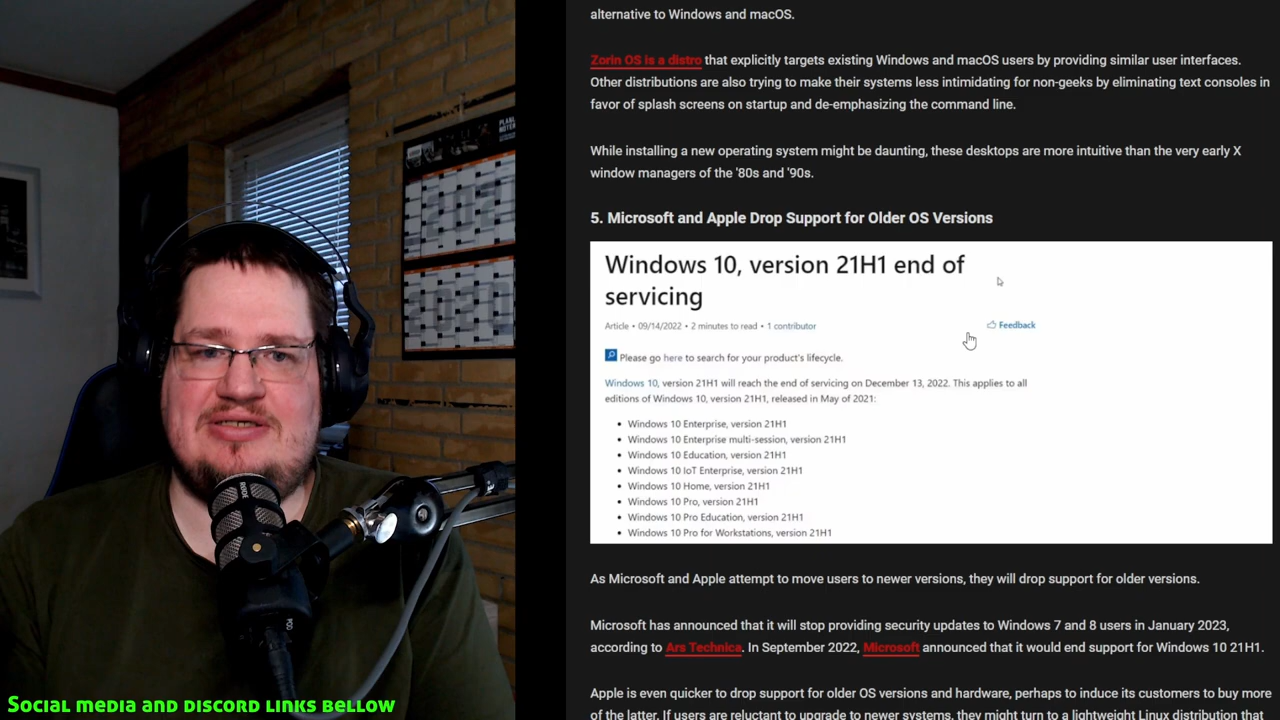 alternative to Windows and macOS.
Zorin OS is a distro that explicitly targets existing Windows and macOS users by providing similar user interfaces.
Other distributions are also trying to make their systems less intimidating for non-geeks by eliminating text consoles in
favor of splash screens on startup and de-emphasizing the command line.
While installing a new operating system might be daunting, these desktops are more intuitive than the very early X
window managers of the '80s and '90s.
5. Microsoft and Apple Drop Support for Older OS Versions
Windows 10, version 21H1 end of
servicing
Article • 09/14/2022 • 2 minutes to read • 1 contributor
Feedback
Please go here to search for your product's lifecycle.
Windows 10, version 21H1 will reach the end of servicing on December 13, 2022. This applies to all
editions of Windows 10, version 21H1, released in May of 2021:
• Windows 10 Enterprise, version 21H1
• Windows 10 Enterprise multi-session, version 21H1
• Windows 10 Education, version 21H1
• Windows 10 IoT Enterprise, version 21H1
• Windows 10 Home, version 21H1
• Windows 10 Pro, version 21H1
• Windows 10 Pro Education, version 21H1
• Windows 10 Pro for Workstations, version 21H1
As Microsoft and Apple attempt to move users to newer versions, they will drop support for older versions.
Microsoft has announced that it will stop providing security updates to Windows 7 and 8 users in January 2023,
according to Ars Technica. In September 2022, Microsoft announced that it would end support for Windows 10 21H1.
Apple is even quicker to drop support for older OS versions and hardware, perhaps to induce its customers to buy more
of the latter. If users are reluctant to upgrade to newer systems, they might turn to a lightweight Linux distribution that
RØDE
Social media and discord links bellow